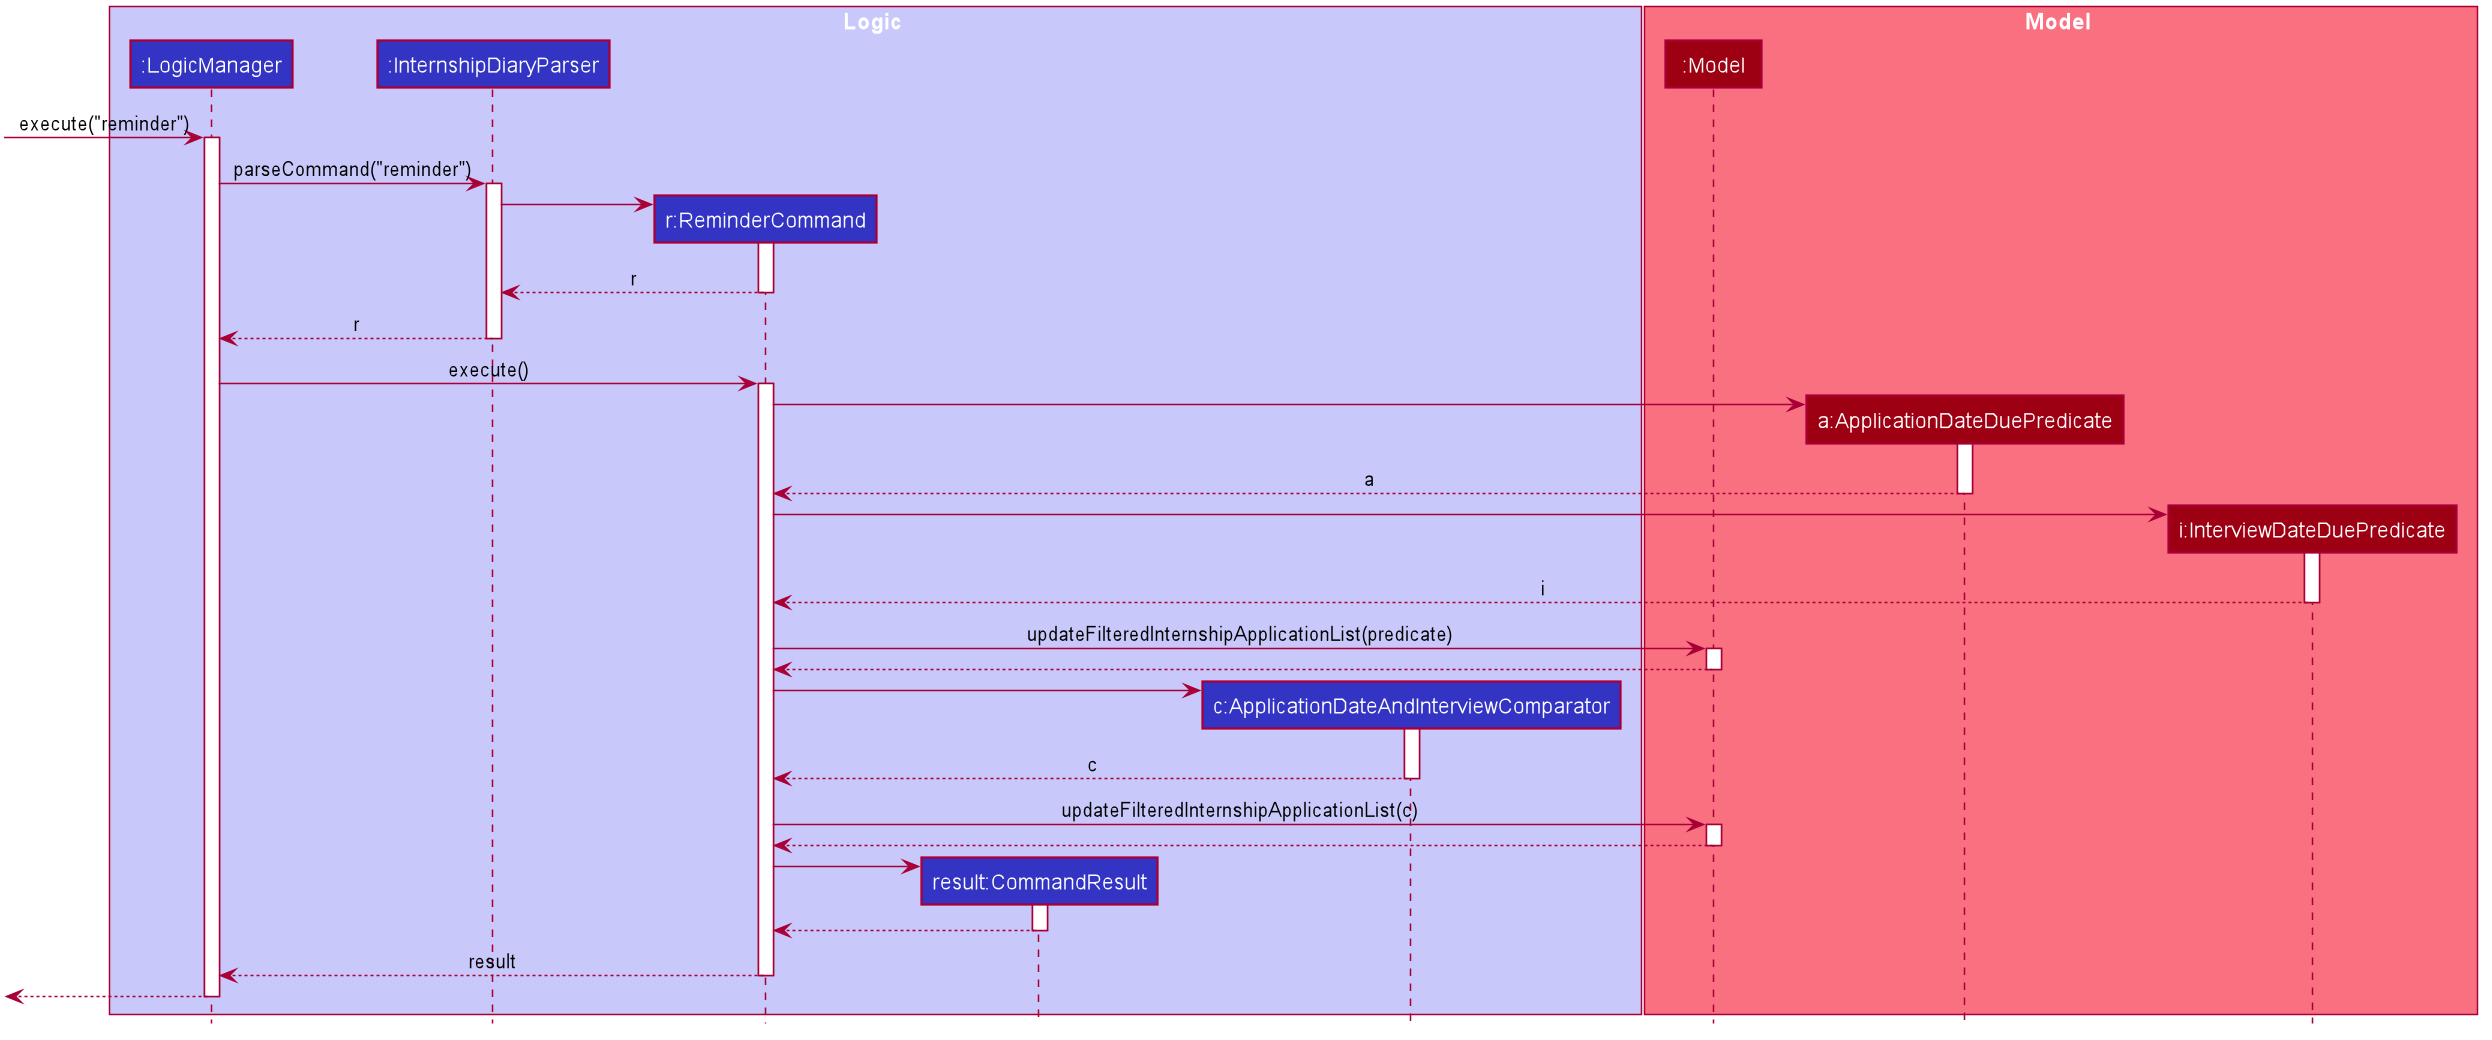 Logic
Model
:LogicManager
:InternshipDiaryParser
:Model
execute("reminder")
parseCommand("reminder")
r:ReminderCommand
r
r
execute()
a:ApplicationDateDuePredicate
a
i:InterviewDateDuePredicate
i
updateFilteredInternshipApplicationList(predicate)
c:ApplicationDateAndInterviewComparator
c
updateFilteredInternshipApplicationList(c)
result:CommandResult
result